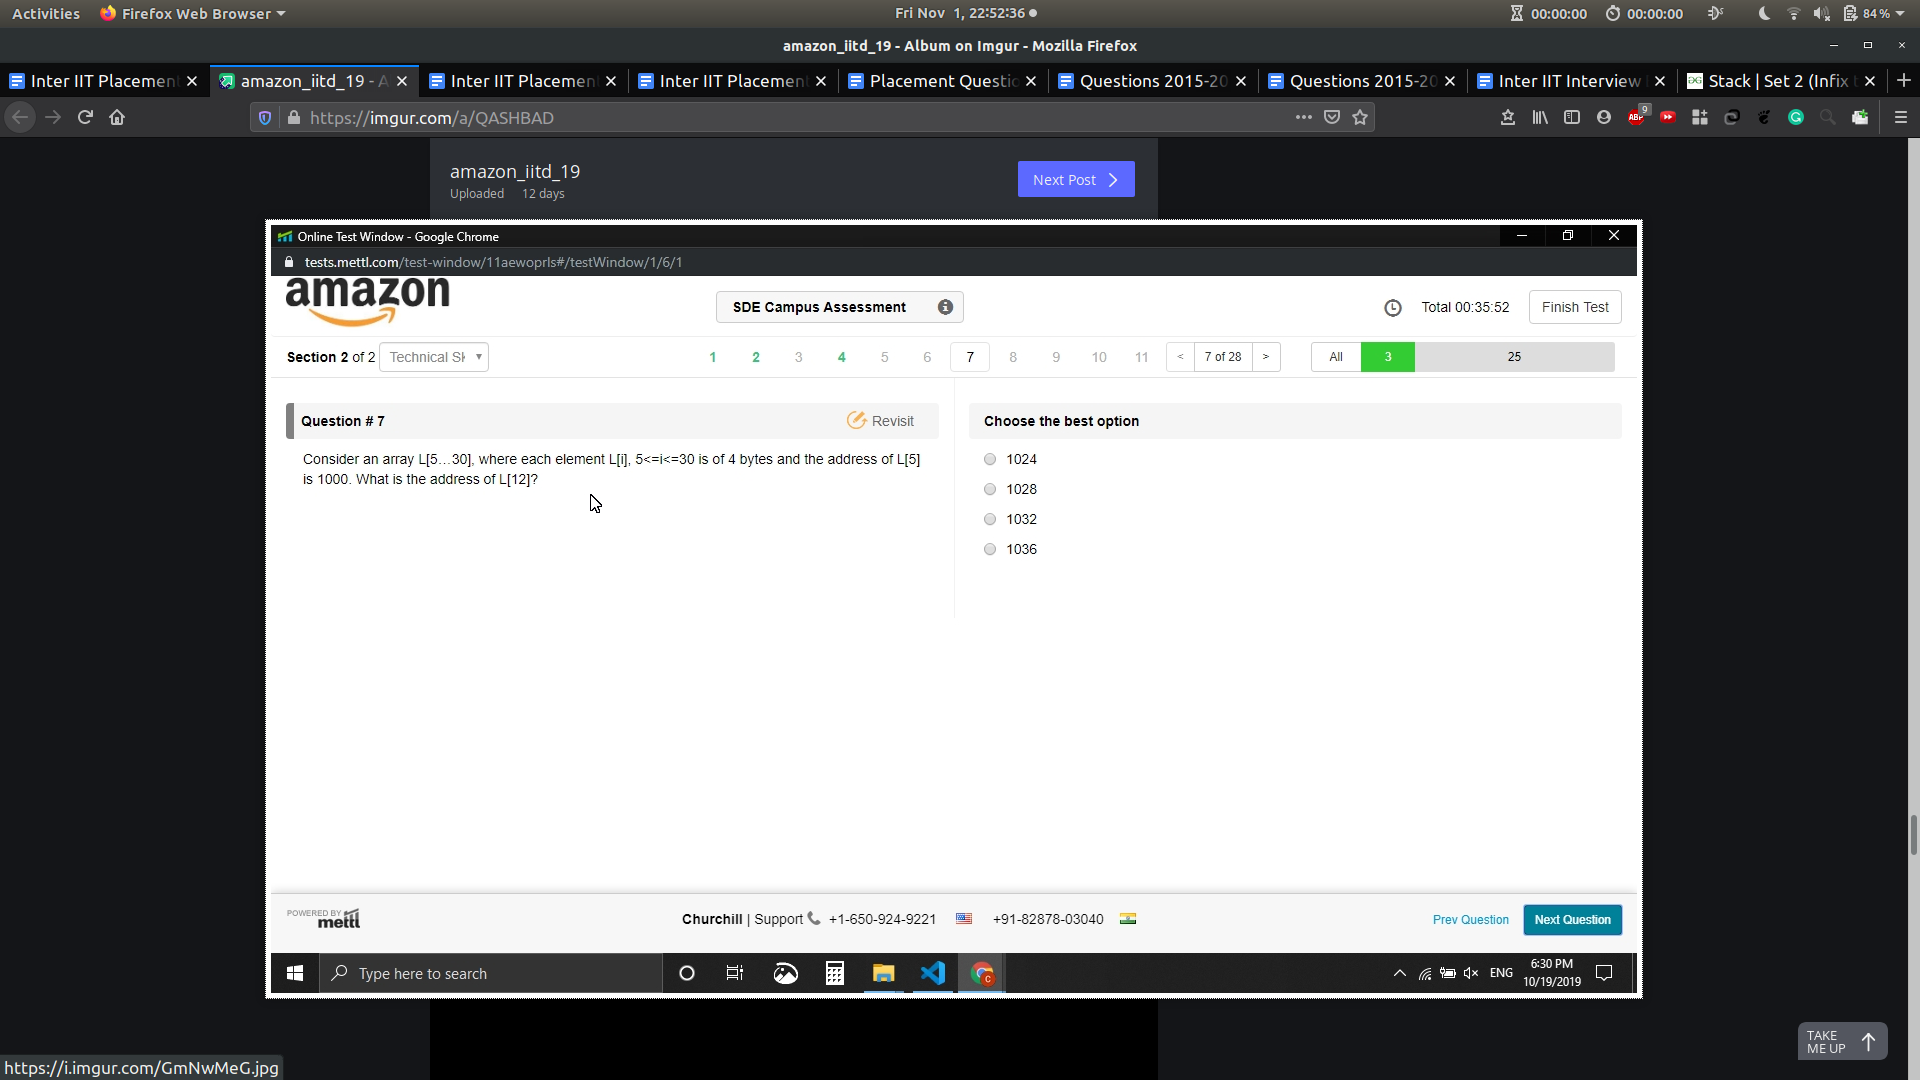 Activities Firefox Web Browser Fri Nov 1, 22:52:36 00:00:00 00:00:00 84%
amazon_iitd_19 - Album on Imgur - Mozilla Firefox
Inter IIT Placement amazon_iitd_19 - A Inter IIT Placement Inter IIT Placement Placement Questio Questions 2015-20 Questions 2015-20 Inter IIT Interview Stack | Set 2 (Infix t
https://imgur.com/a/QASHBAD ABP 9
amazon_iitd_19
Uploaded 12 days
Next Post
Online Test Window - Google Chrome
tests.mettl.com/test-window/11aewoprls#/testWindow/1/6/1
amazon
SDE Campus Assessment
Total 00:35:52 Finish Test
Section 2 of 2 Technical Sk 1 2 3 4 5 6 7 8 9 10 11 < 7 of 28 > All 3 25
Question # 7 Revisit
Consider an array L[5...30], where each element L[i], 5<=i<=30 is of 4 bytes and the address of L[5]
is 1000. What is the address of L[12]?
Choose the best option
1024
1028
1032
1036
POWERED BY mettl
Churchill | Support +1-650-924-9221 +91-82878-03040 Prev Question Next Question
Type here to search ENG 6:30 PM
10/19/2019
TAKE
ME UP
https://i.imgur.com/GmNwMeG.jpg